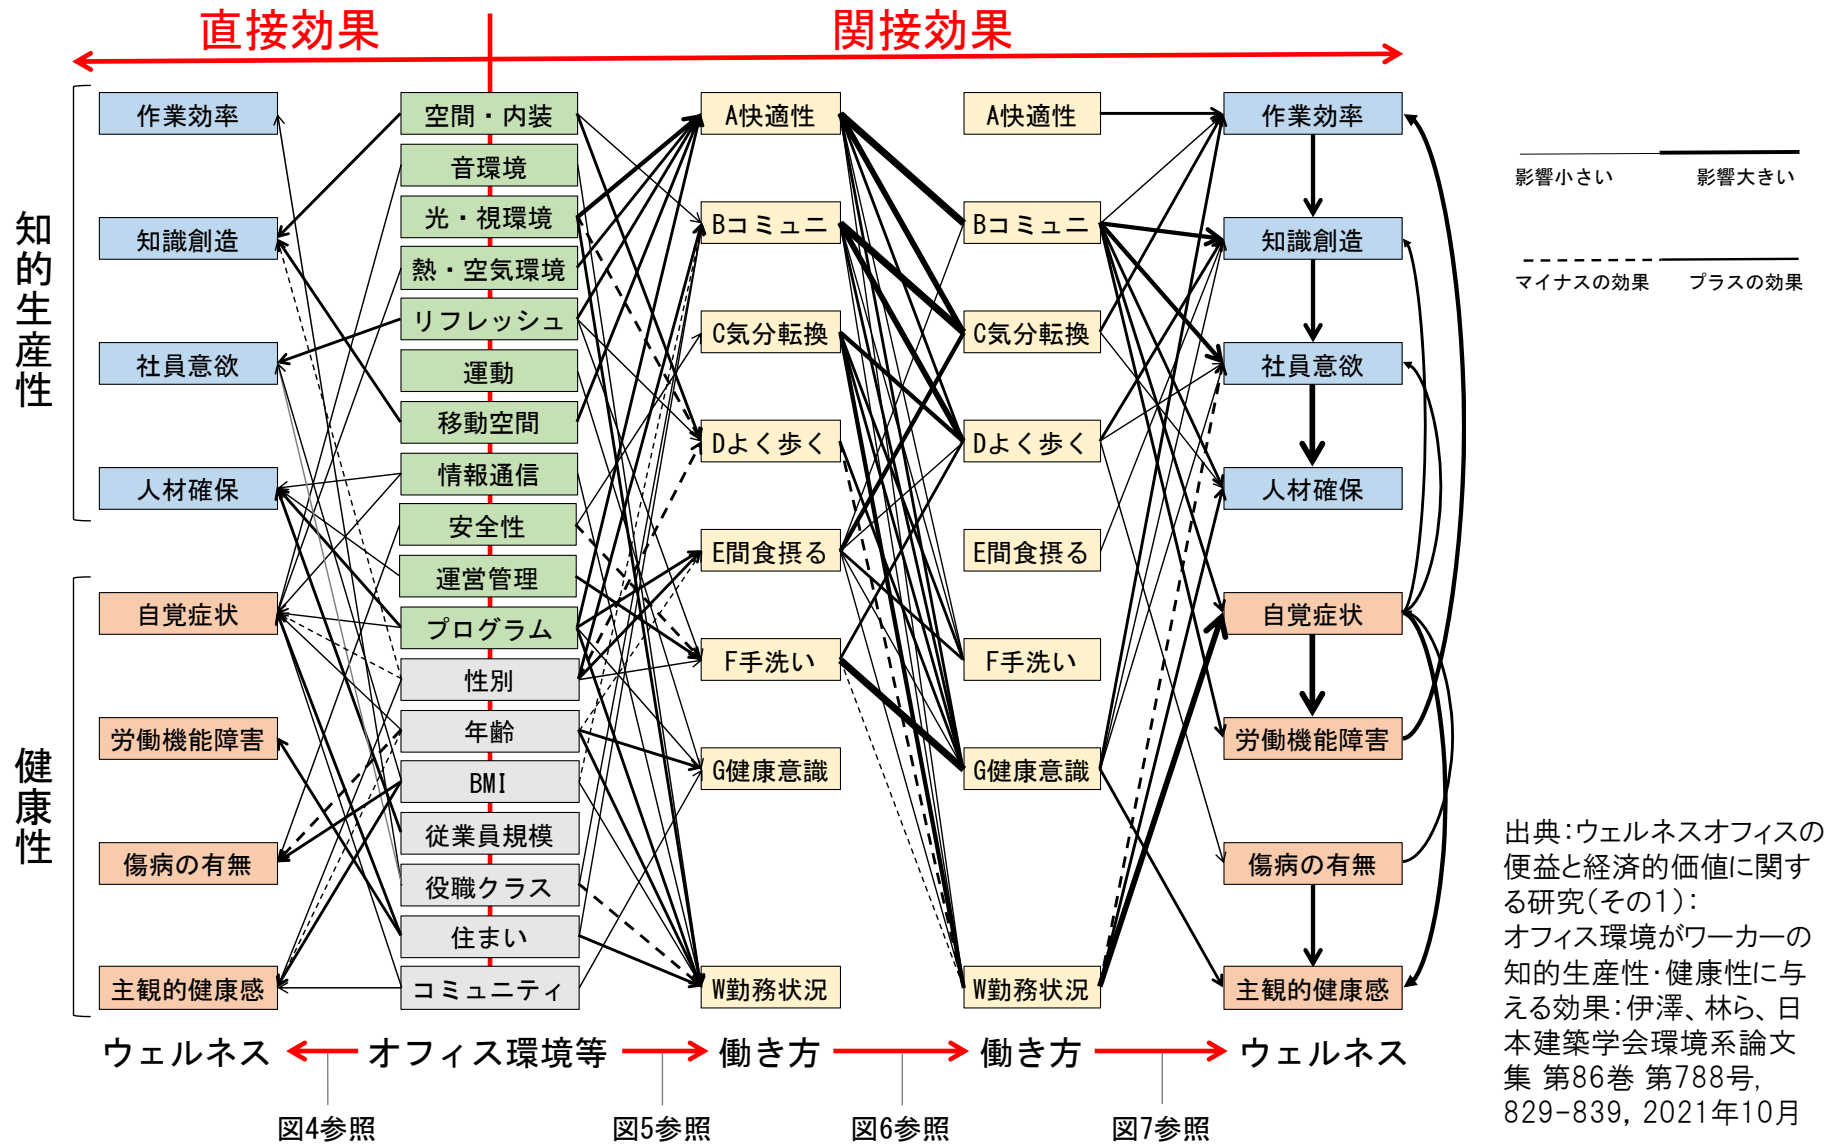 直接効果
関接効果
知的生産性
健康性
作業効率
知識創造
社員意欲
人材確保
自覚症状
労働機能障害
傷病の有無
主観的健康感
空間・内装
音環境
光・視環境
熱・空気環境
リフレッシュ
運動
移動空間
情報通信
安全性
運営管理
プログラム
性別
年齢
BMI
従業員規模
役職クラス
住まい
コミュニティ
A快適性
Bコミュニ
C気分転換
Dよく歩く
E間食摂る
F手洗い
G健康意識
W勤務状況
A快適性
Bコミュニ
C気分転換
Dよく歩く
E間食摂る
F手洗い
G健康意識
W勤務状況
作業効率
知識創造
社員意欲
人材確保
自覚症状
労働機能障害
傷病の有無
主観的健康感
影響小さい
影響大きい
マイナスの効果
プラスの効果
ウェルネス
オフィス環境等
働き方
働き方
ウェルネス
図4参照
図5参照
図6参照
図7参照
出典：ウェルネスオフィスの
便益と経済的価値に関す
る研究（その1）：
オフィス環境がワーカーの
知的生産性・健康性に与
える効果：伊澤、林ら、日
本建築学会環境系論文
集 第86巻 第788号,
829-839, 2021年10月